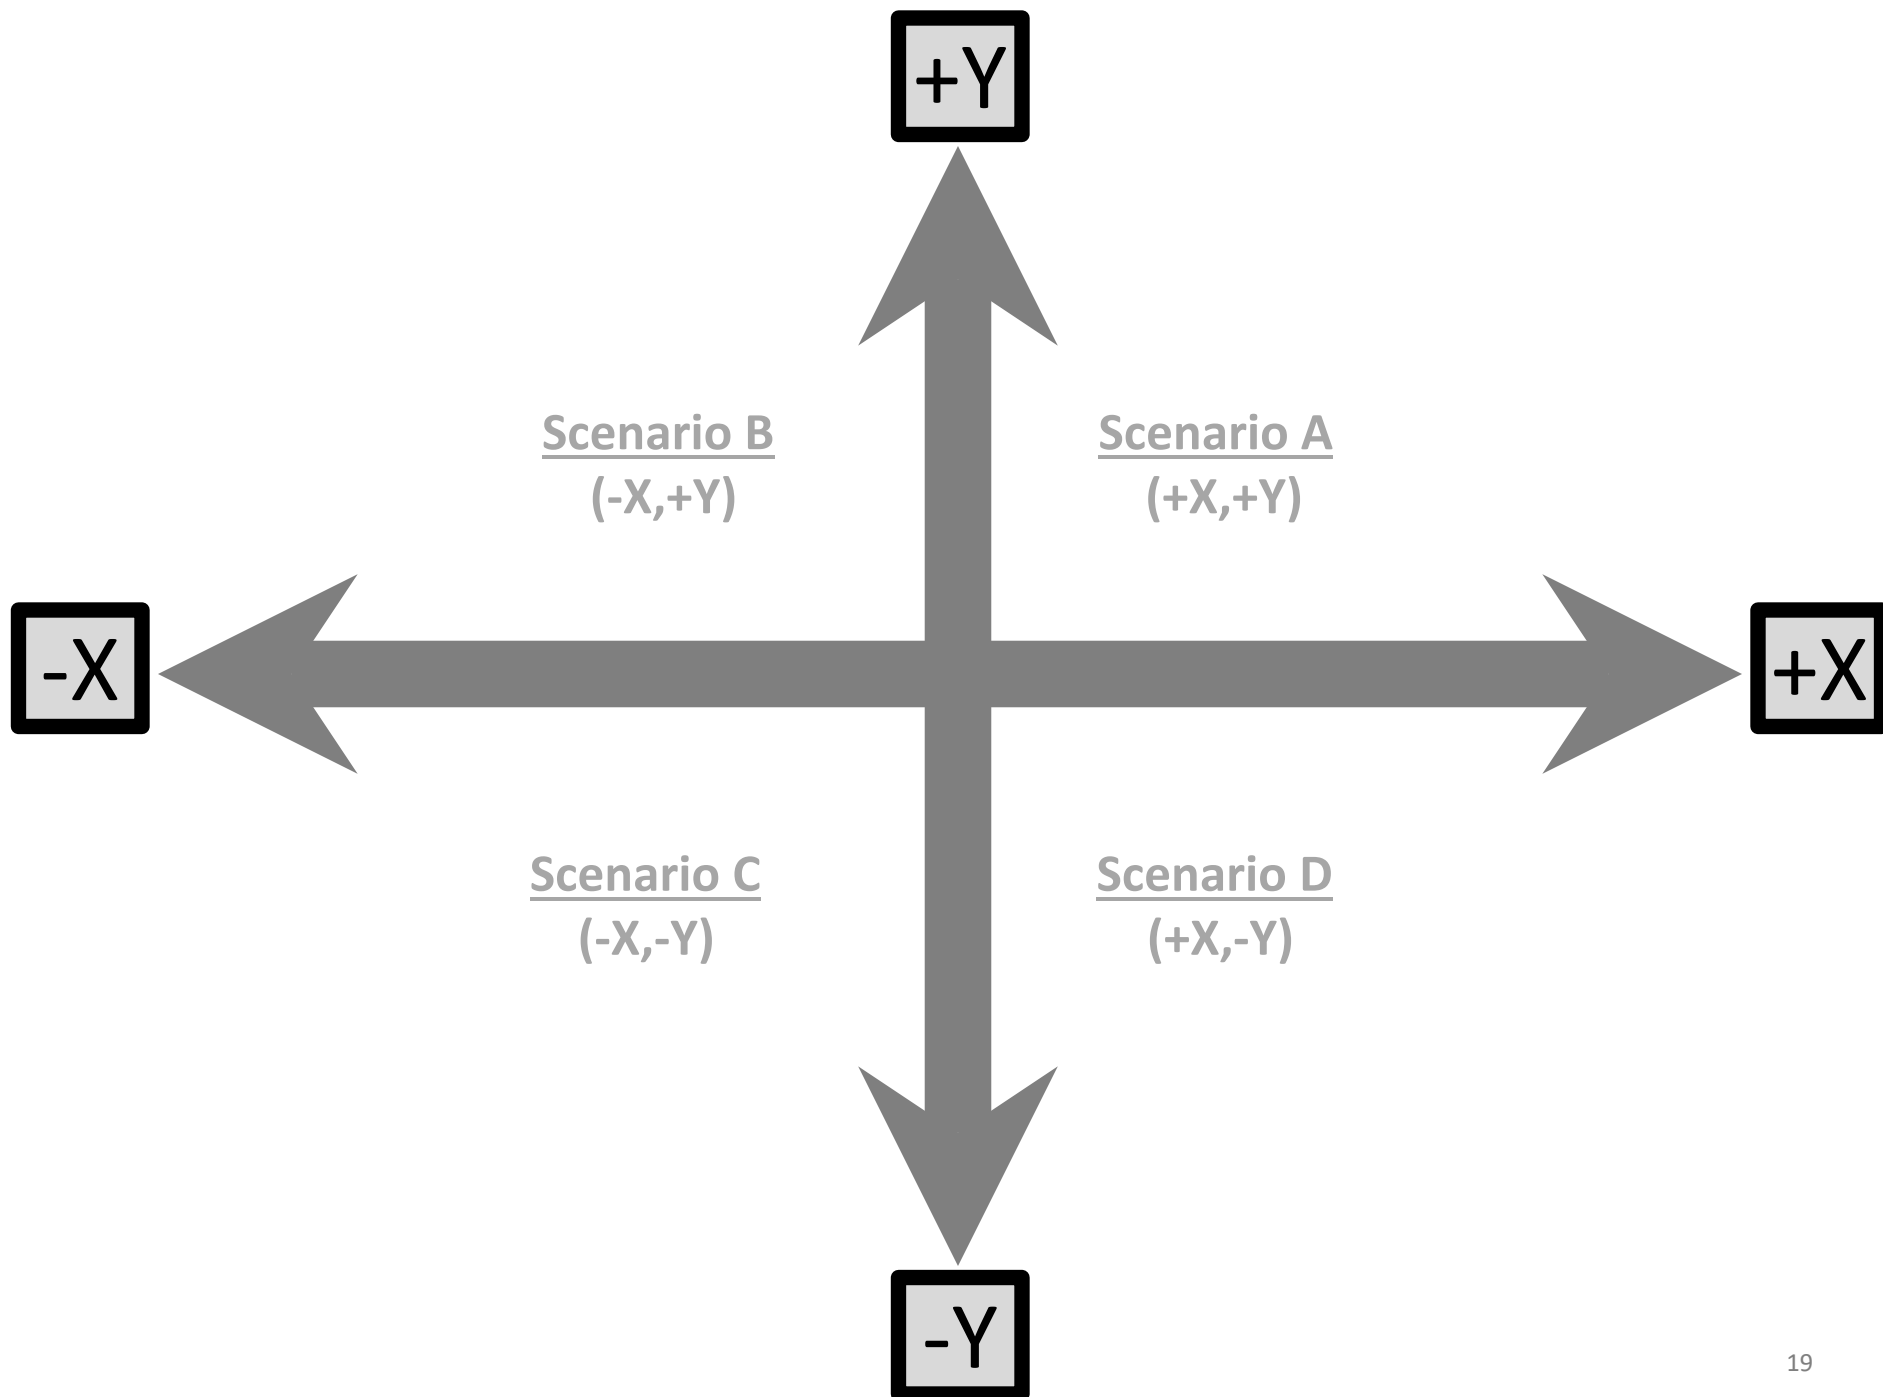 +Y
Scenario B
(-X,+Y)
Scenario A
(+X,+Y)
-X
+X
Scenario C
(-X,-Y)
Scenario D
(+X,-Y)
-Y
19